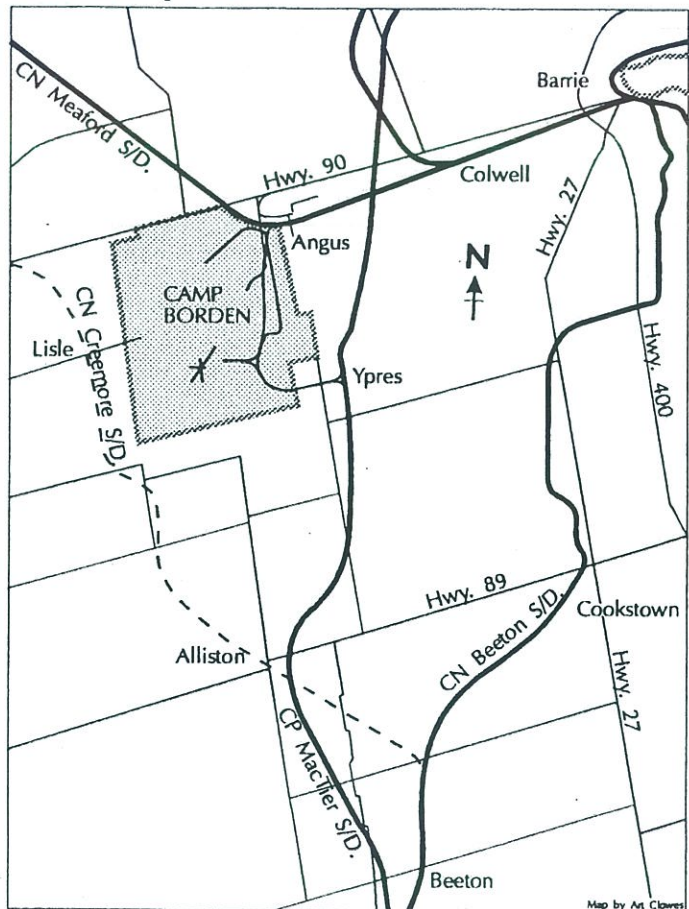 CN Meaford S/D.
Barrie
Hwy. 90
Colwell
Hwy. 27
Angus
N
CAMP
BORDEN
CN Creemore S/D
Lisle
Ypres
Hwy. 400
Hwy. 89
Cookstown
CN Beeton S/D.
Alliston
Hwy. 27
CP MacTier S/D.
Beeton
Map by Art Clowes